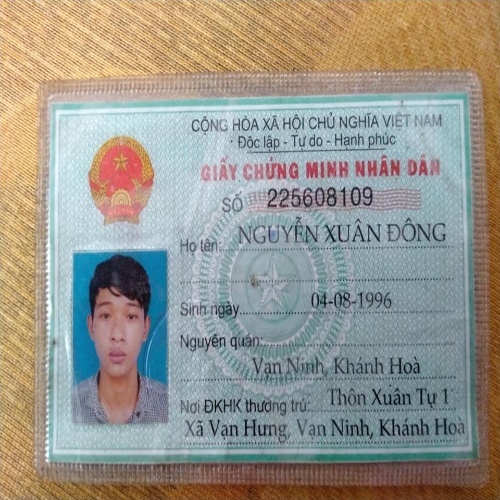 CỘNG HÒA XÃ HỘI CHỦ NGHĨA VIỆT NAM
Độc lập - Tự do - Hạnh phúc
GIẤY CHỨNG MINH NHÂN DÂN
SỐ 225608109
Họ tên: NGUYỄN XUÂN ĐÔNG
Sinh ngày 04-08-1996
Nguyên quán:
Vạn Ninh, Khánh Hoà
Nơi ĐKHK thường trú: Thôn Xuân Tự 1
Xã Vạn Hưng, Vạn Ninh, Khánh Hoà